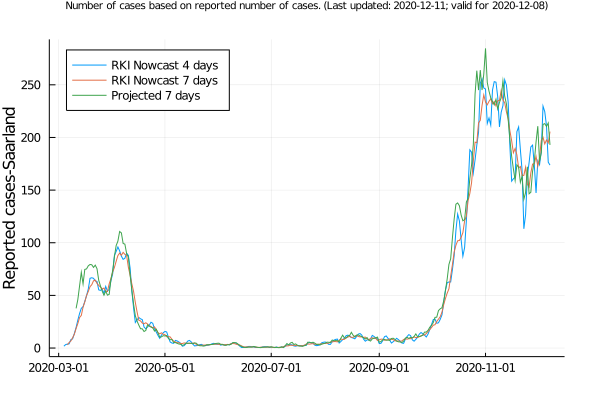 Number of cases based on reported number of cases. (Last updated: 2020-12-11; valid for 2020-12-08)
RKI Nowcast 4 days
RKI Nowcast 7 days
Projected 7 days
Reported cases-Saarland
250
200
150
100
50
0
2020-03-01 2020-05-01 2020-07-01 2020-09-01 2020-11-01